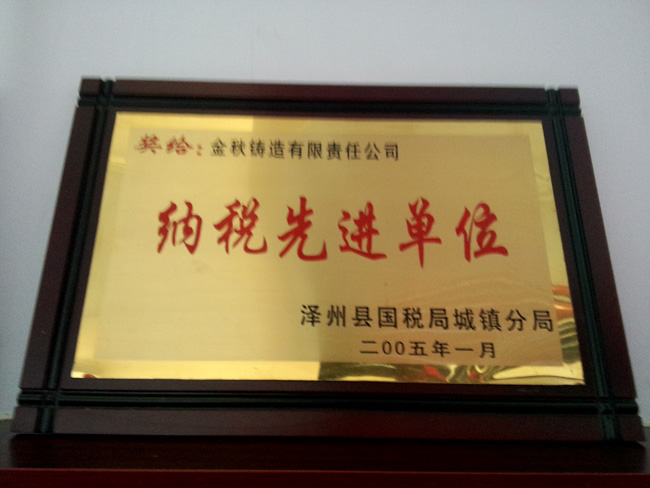 奖给：金秋铸造有限责任公司
纳税先进单位
泽州县国税局城镇分局
二00五年一月